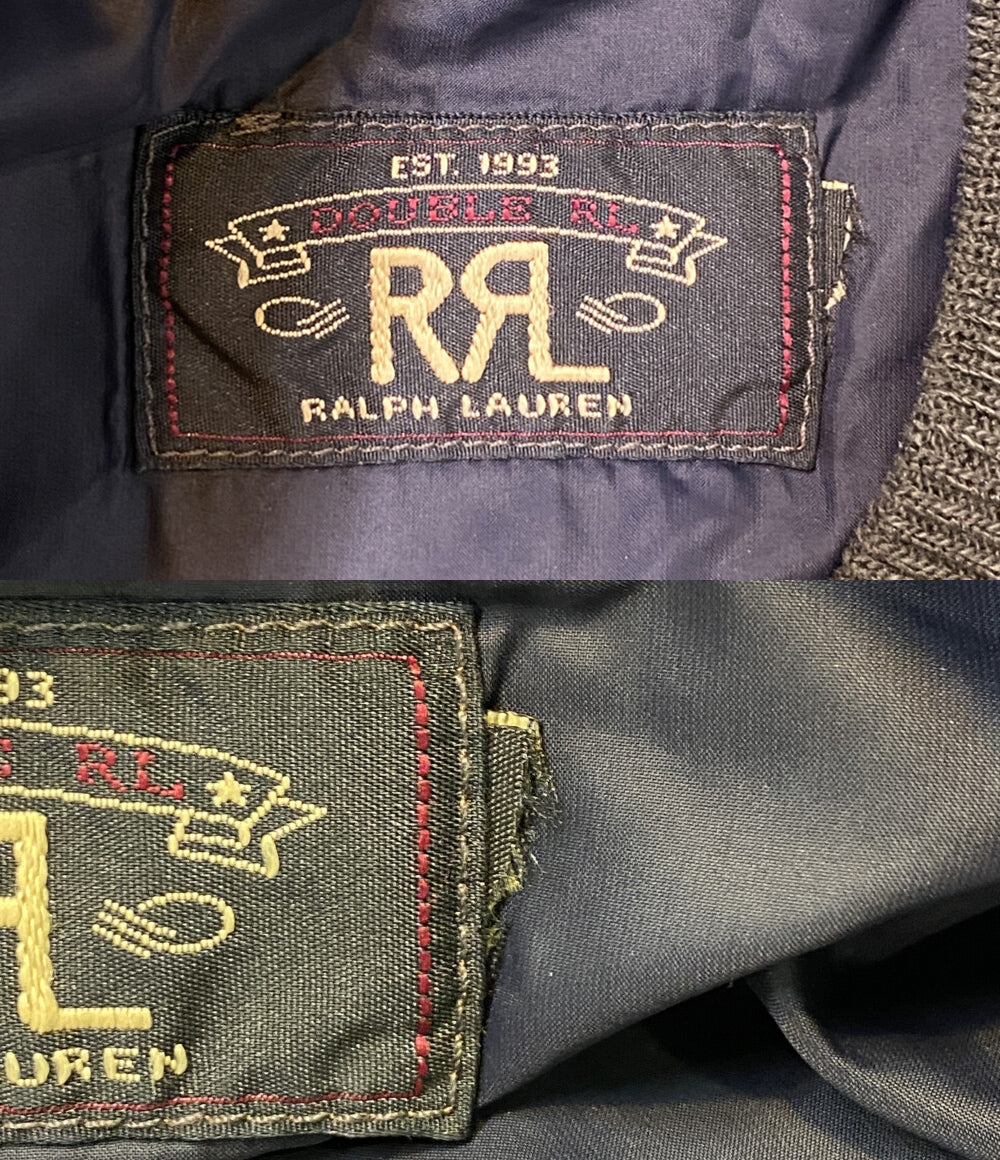 EST. 1993
DOUBLE RL
RRL
RALPH LAUREN
93
RL
L
UREN